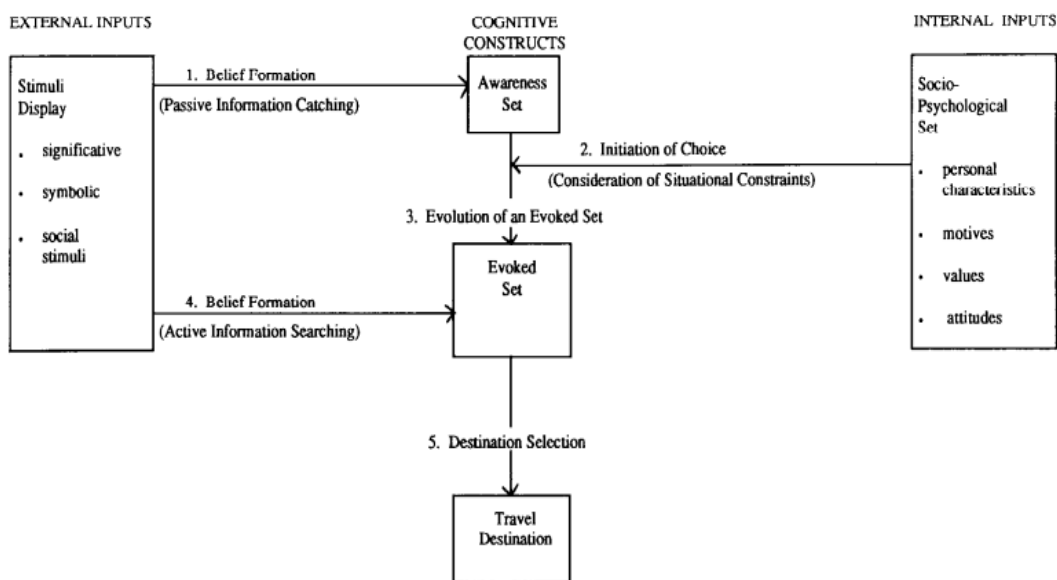 EXTERNAL INPUTS
COGNITIVE
CONSTRUCTS
INTERNAL INPUTS
Stimuli
Display
• significative
• symbolic
• social
stimuli
1. Belief Formation
(Passive Information Catching)
Awareness
Set
2. Initiation of Choice
(Consideration of Situational Constraints)
Socio-
Psychological
Set
• personal
characteristics
• motives
• values
• attitudes
3. Evolution of an Evoked Set
Evoked
Set
4. Belief Formation
(Active Information Searching)
5. Destination Selection
Travel
Destination